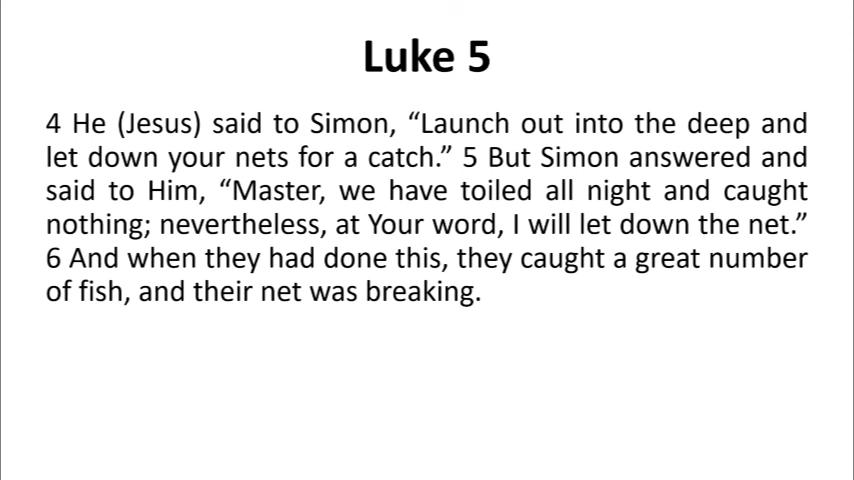 Luke 5
4 He (Jesus) said to Simon, “Launch out into the deep and
let down your nets for a catch.” 5 But Simon answered and
said to Him, “Master, we have toiled all night and caught
nothing; nevertheless, at Your word, I will let down the net.”
6 And when they had done this, they caught a great number
of fish, and their net was breaking.